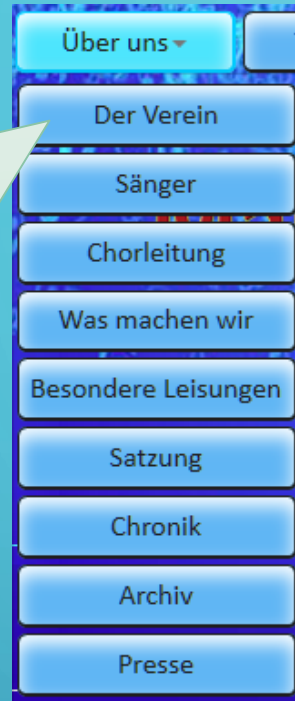 Über uns
Der Verein
Sänger
Chorleitung
Was machen wir
Besondere Leisungen
Satzung
Chronik
Archiv
Presse